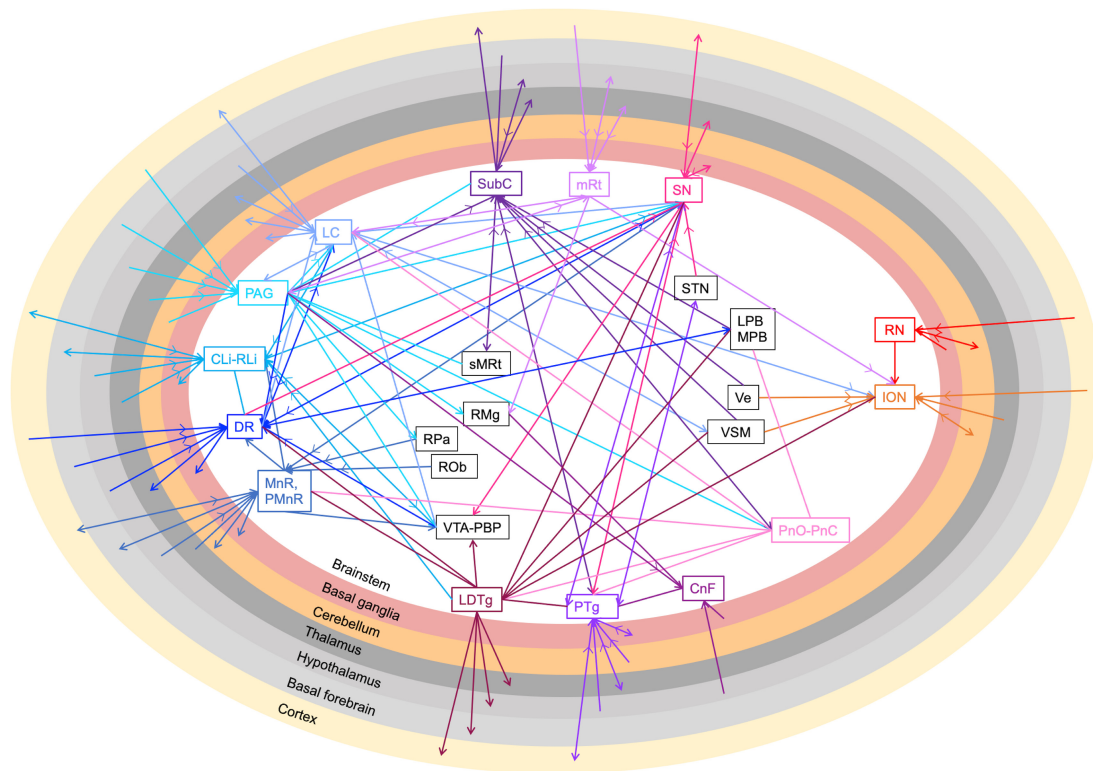 SubC
mRt
SN
LC
PAG
STN
LPB
MPB
RN
CLi-RLi
sMRt
Ve
ION
RMg
DR
RPa
VSM
ROb
MnR,
PMnR
VTA-PBP
PnO-PnC
LDTg
PTg
CnF
Brainstem
Basal ganglia
Cerebellum
Thalamus
Hypothalamus
Basal forebrain
Cortex